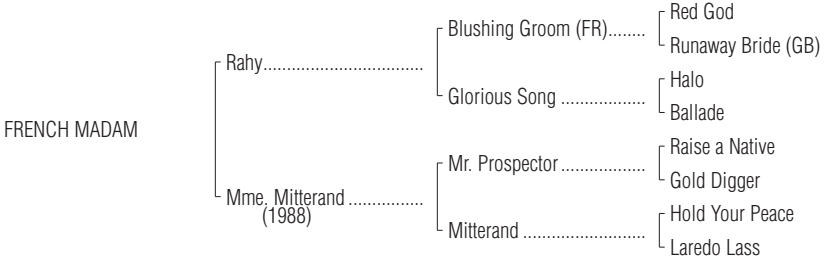 Red God
Blushing Groom (FR)........
Runaway Bride (GB)
Rahy..................................
Halo
Glorious Song ..................
Ballade
FRENCH MADAM
Raise a Native
Mr. Prospector ..................
Gold Digger
Mme. Mitterand ................
(1988)
Hold Your Peace
Mitterand ..........................
Laredo Lass